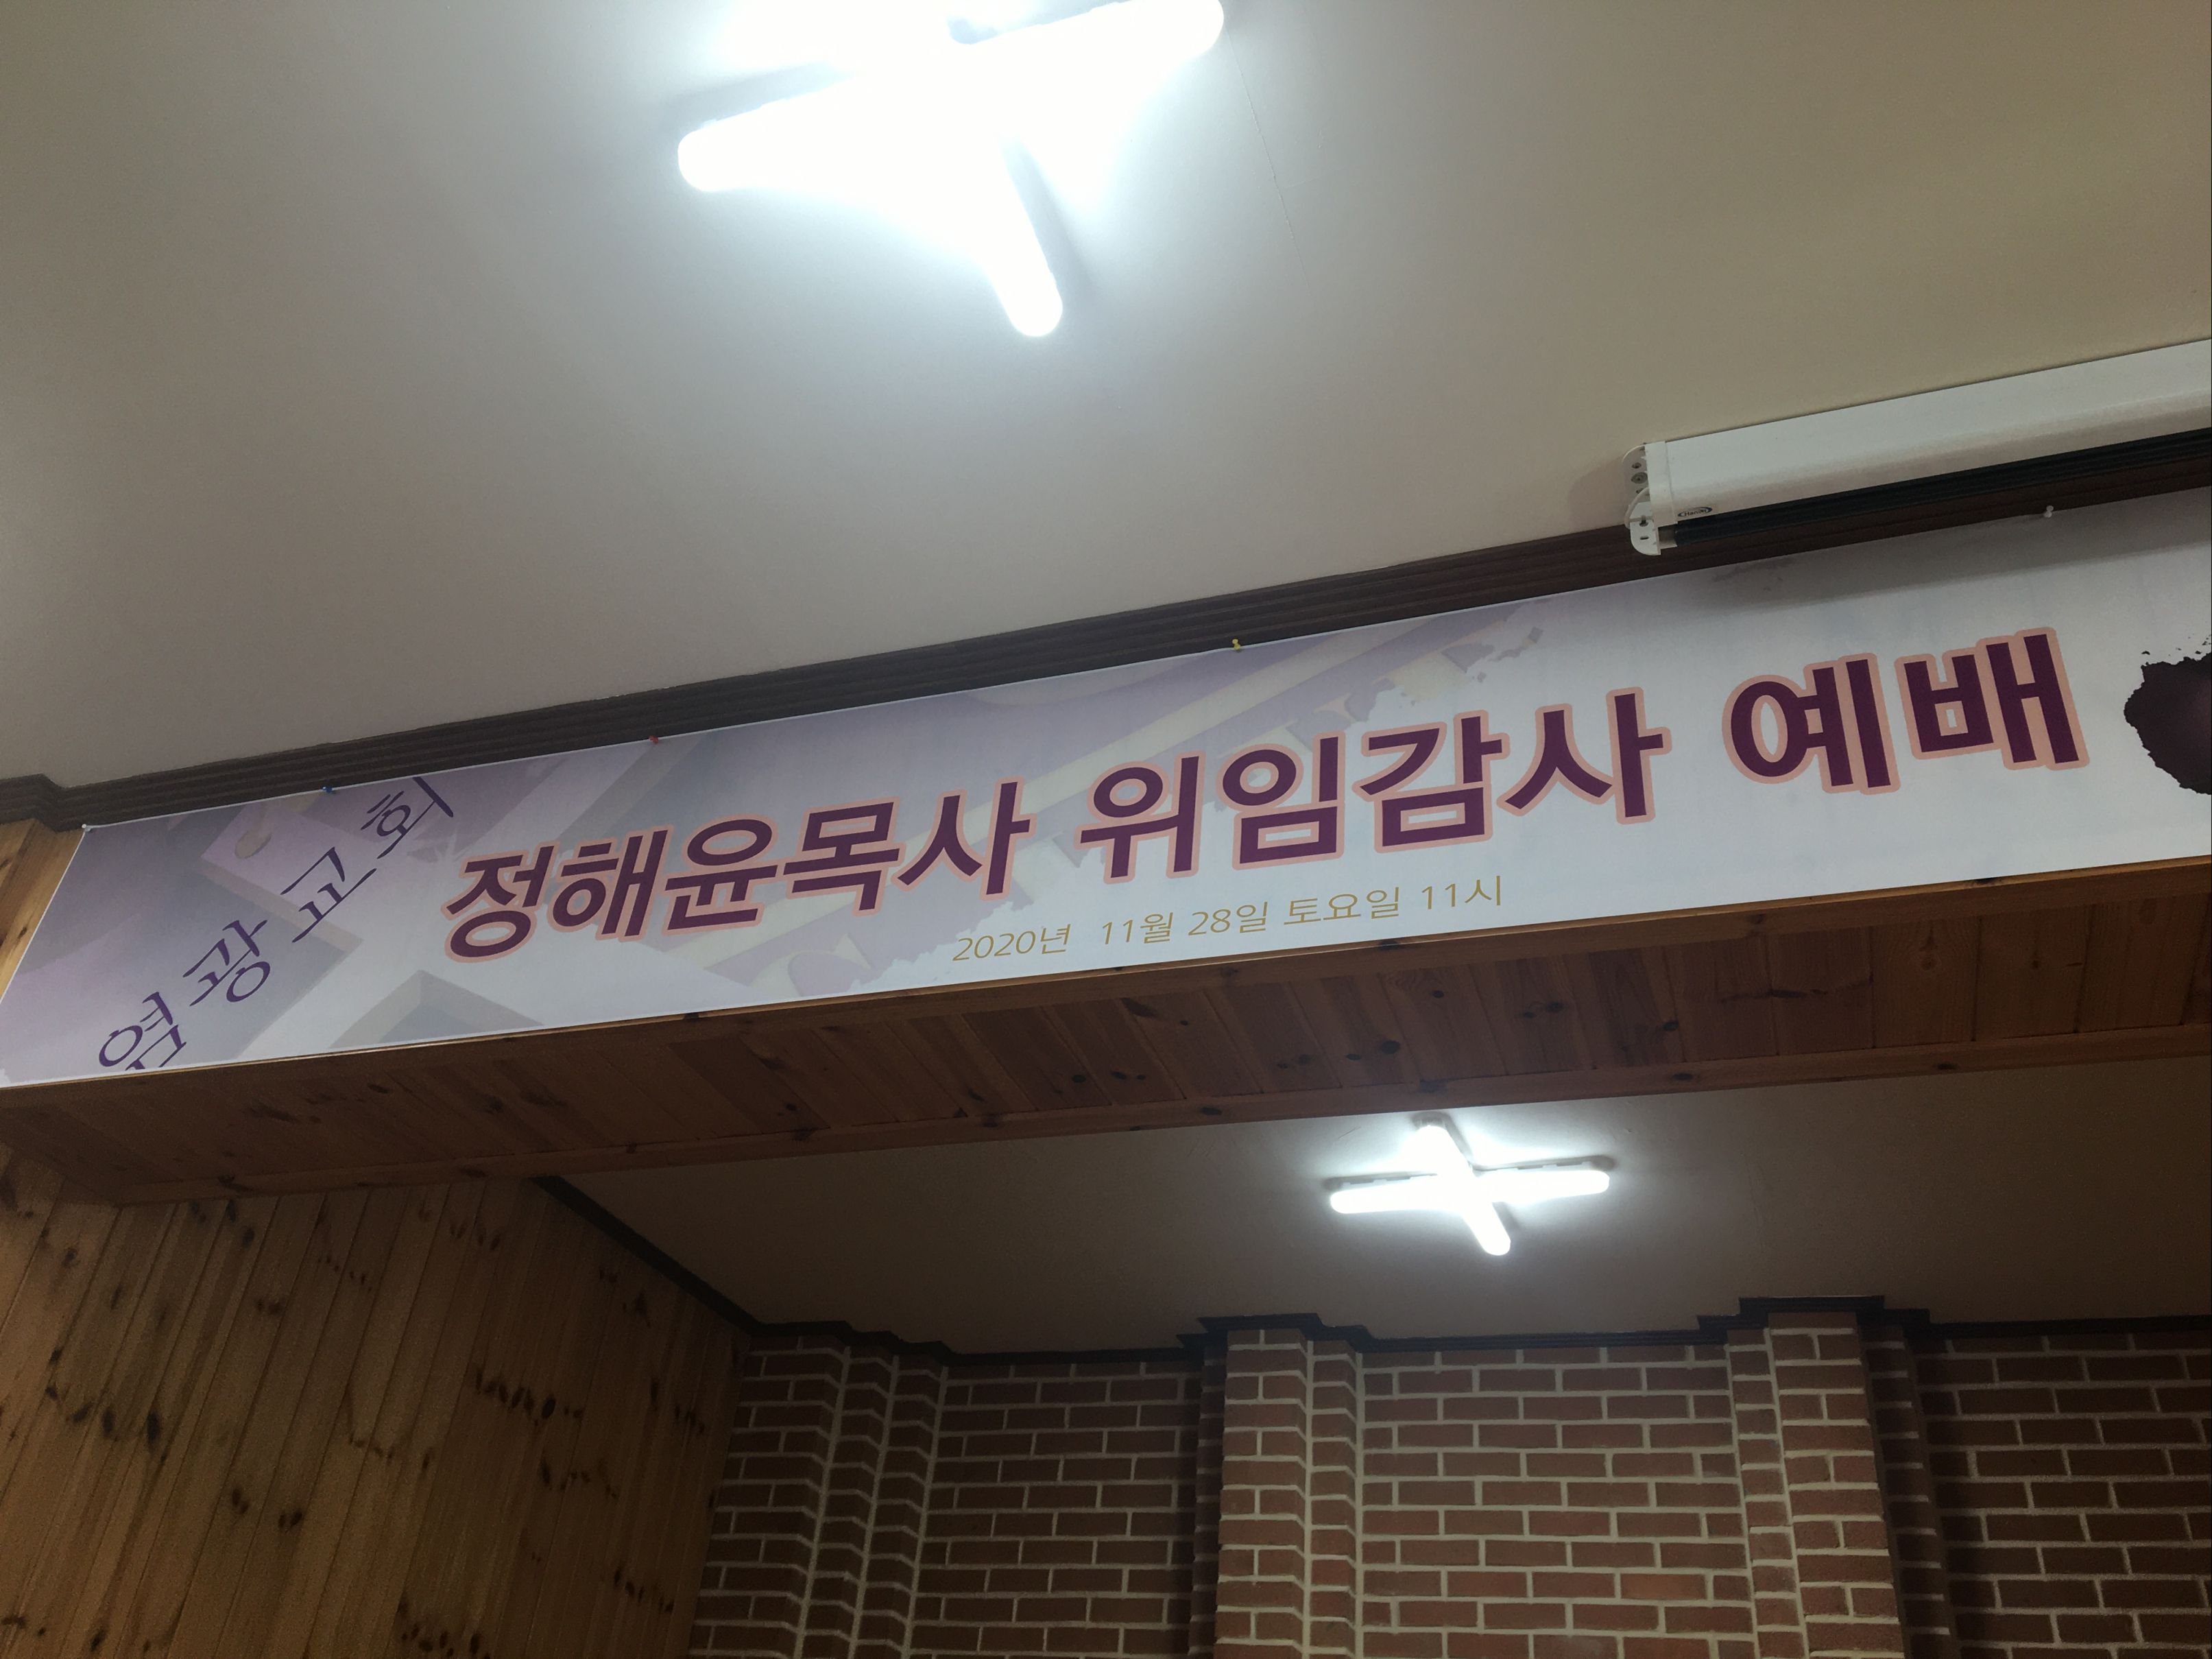 염광교회
정해윤목사 위임감사 예배
2020년 11월 28일 토요일 11시